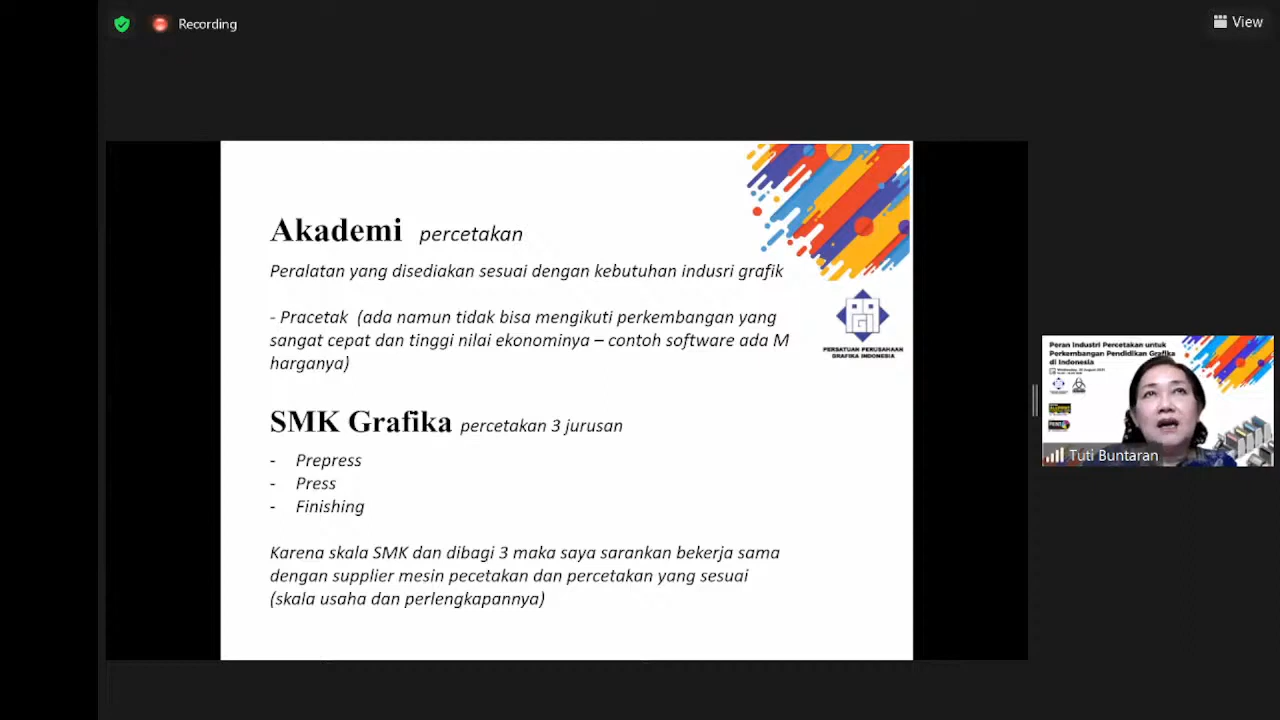 Recording
View
Akademi percetakan
Peralatan yang disediakan sesuai dengan kebutuhan indusri grafik
- Pracetak (ada namun tidak bisa mengikuti perkembangan yang
sangat cepat dan tinggi nilai ekonominya – contoh software ada M
harganya)
SMK Grafika percetakan 3 jurusan
- Prepress
- Press
- Finishing
Karena skala SMK dan dibagi 3 maka saya sarankan bekerja sama
dengan supplier mesin pecetakan dan percetakan yang sesuai
(skala usaha dan perlengkapannya)
PERSATUAN PERUSAHAAN
GRAFIKA INDONESIA
Peran Industri Percetakan untuk
Perkembangan Pendidikan Grafika
di Indonesia
Tuti Buntaran